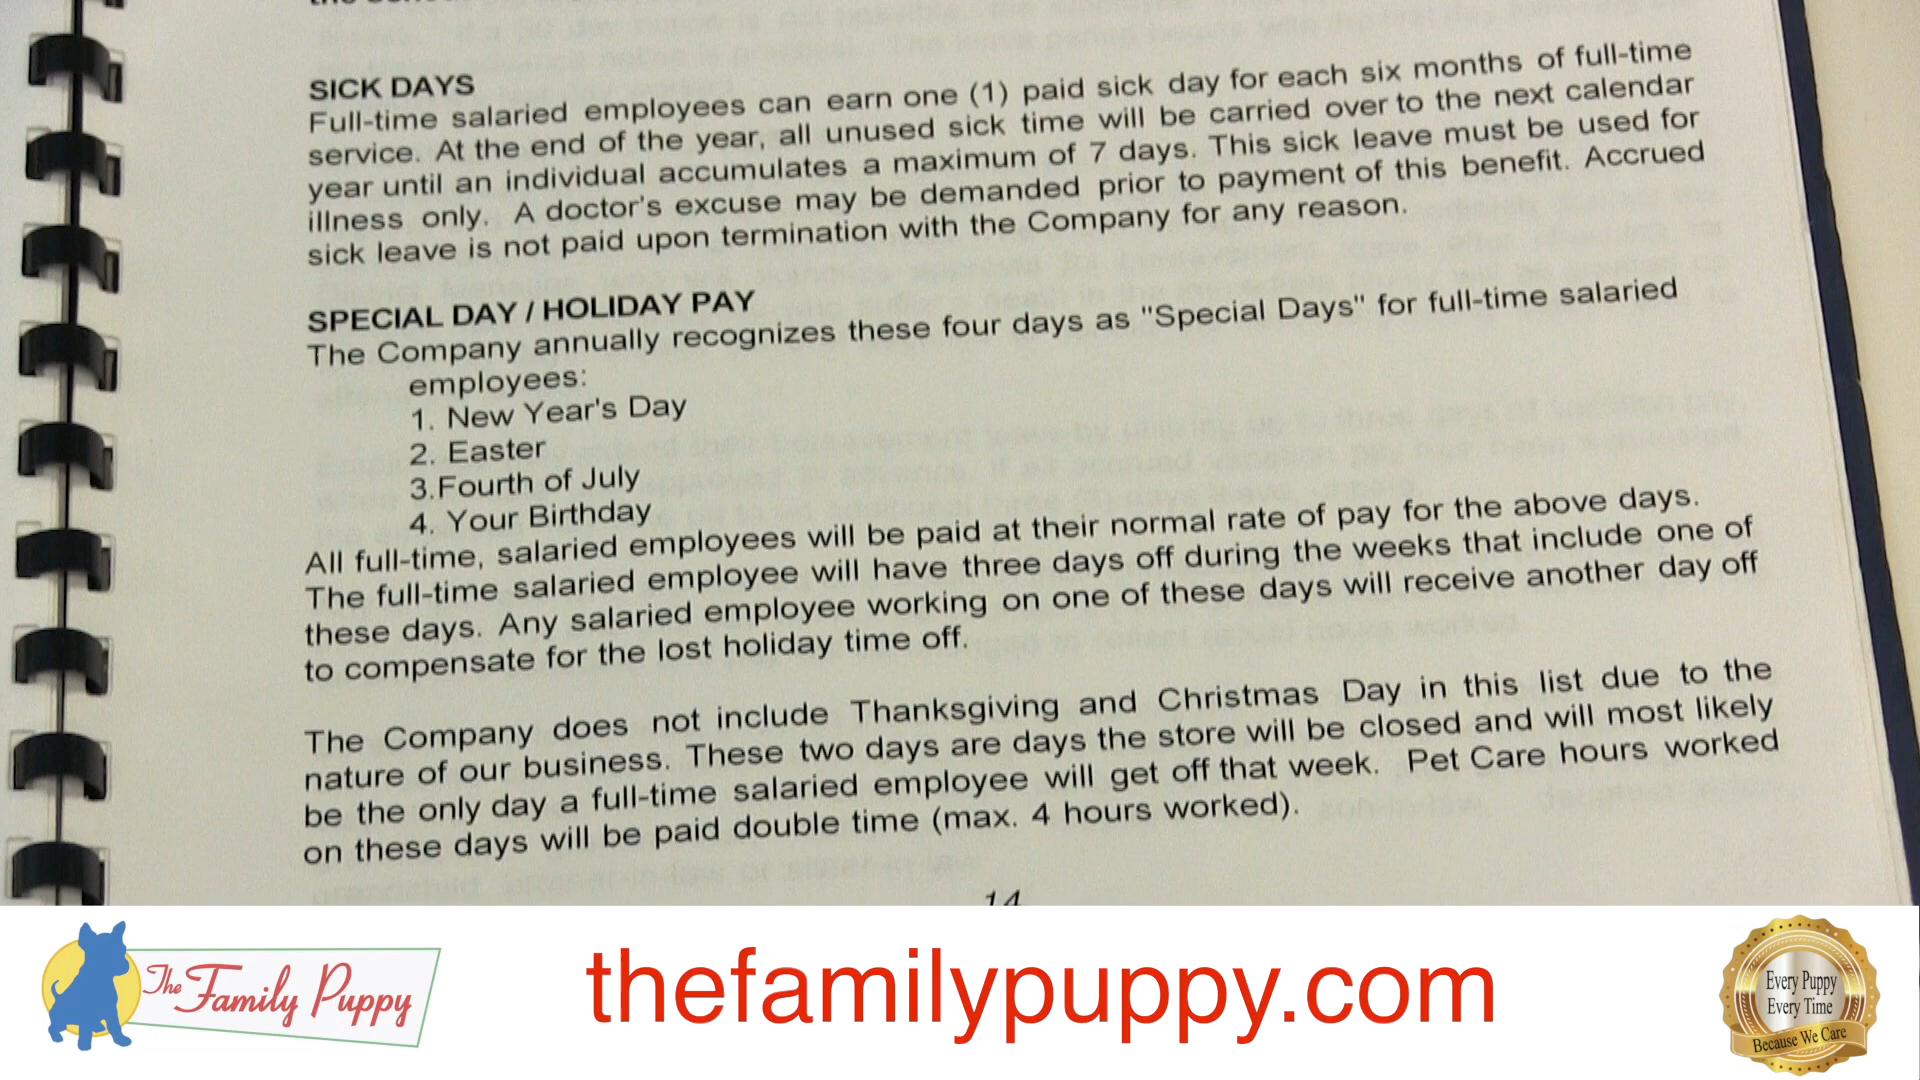 SICK DAYS
Full-time salaried employees can earn one (1) paid sick day for each six months of full-time
service. At the end of the year, all unused sick time will be carried over to the next calendar
year until an individual accumulates a maximum of 7 days. This sick leave must be used for
illness only. A doctor's excuse may be demanded prior to payment of this benefit. Accrued
sick leave is not paid upon termination with the Company for any reason.
SPECIAL DAY / HOLIDAY PAY
The Company annually recognizes these four days as "Special Days" for full-time salaried
employees:
1. New Year's Day
2. Easter
3.Fourth of July
4. Your Birthday
All full-time, salaried employees will be paid at their normal rate of pay for the above days.
The full-time salaried employee will have three days off during the weeks that include one of
these days. Any salaried employee working on one of these days will receive another day off
to compensate for the lost holiday time off.
The Company does not include Thanksgiving and Christmas Day in this list due to the
nature of our business. These two days are days the store will be closed and will most likely
be the only day a full-time salaried employee will get off that week. Pet Care hours worked
on these days will be paid double time (max. 4 hours worked).
14
The Family Puppy
thefamilypuppy.com
Every Puppy
Every Time
Because We Care